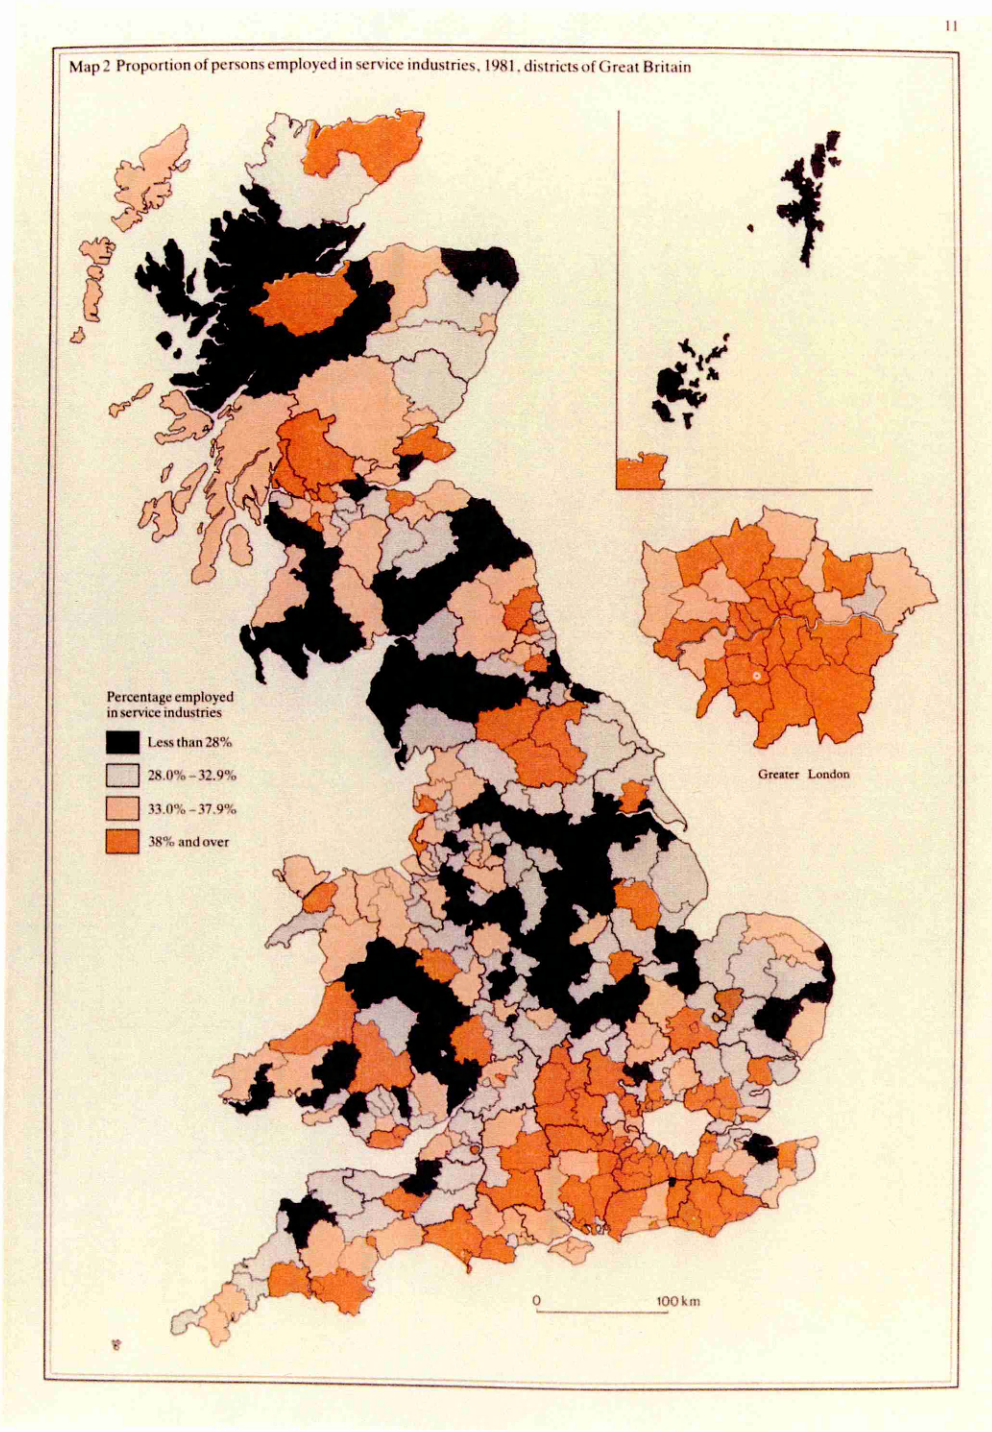 11
Map 2 Proportion of persons employed in service industries, 1981, districts of Great Britain
Percentage employed
in service industries
Less than 28%
28.0% – 32.9%
33.0% – 37.9%
38% and over
Greater London
0 100 km